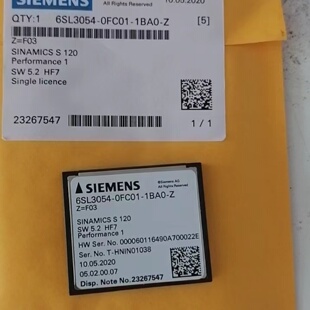 SIEMENS
All Rights Reserved
10.05.2020
QTY:1 6SL3054-0FC01-1BA0-Z [5]
Z=F03
SINAMICS S 120
Performance 1
SW 5.2 HF7
Single licence
23267547
1 / 1
SIEMENS
6SL3054-0FC01-1BA0-Z
Z=F03
SINAMICS S 120
SW 5.2 HF7
Performance 1
HW Serial No. 000060116490A700022E
Serial No. T-HNIN01038
10.05.2020
05.02.00.07
Disp. Note No.23267547